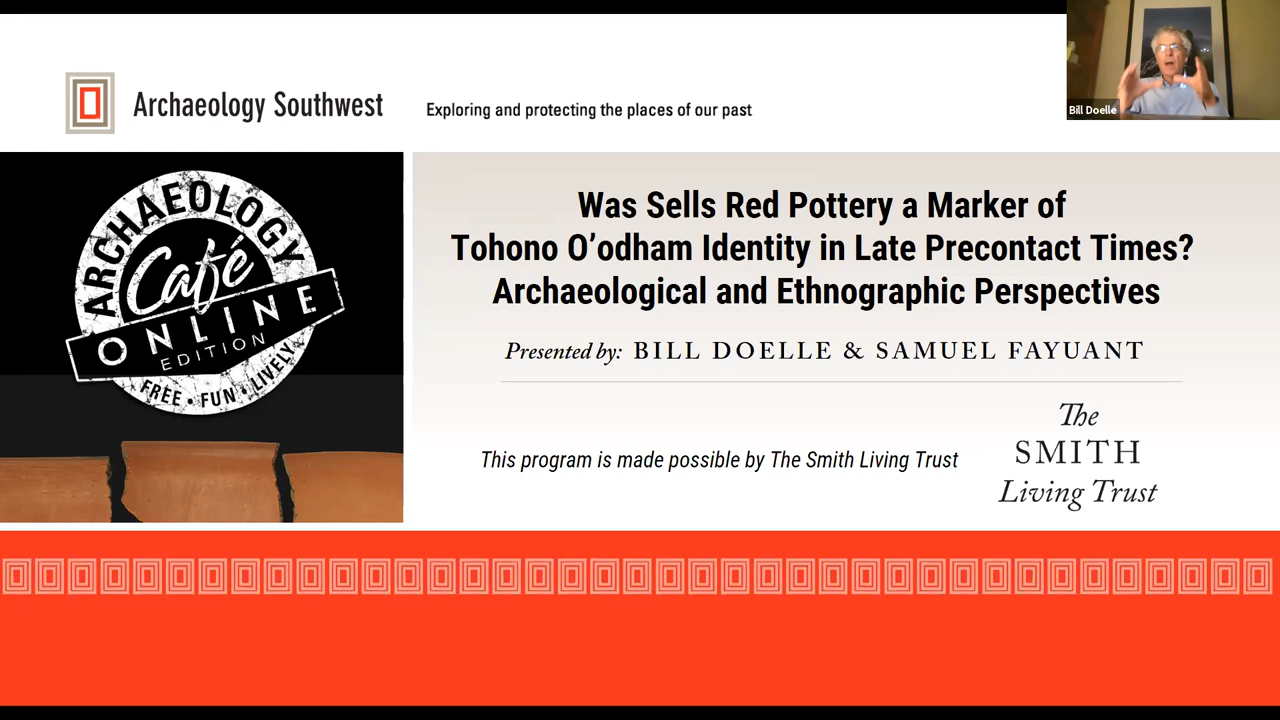 Archaeology Southwest
Exploring and protecting the places of our past
Bill Doelle
ARCHAEOLOGY
Café
ONLINE
EDITION
FREE • FUN • LIVELY
Was Sells Red Pottery a Marker of
Tohono O’odham Identity in Late Precontact Times?
Archaeological and Ethnographic Perspectives
Presented by: BILL DOELLE & SAMUEL FAYUANT
This program is made possible by The Smith Living Trust
The
SMITH
Living Trust